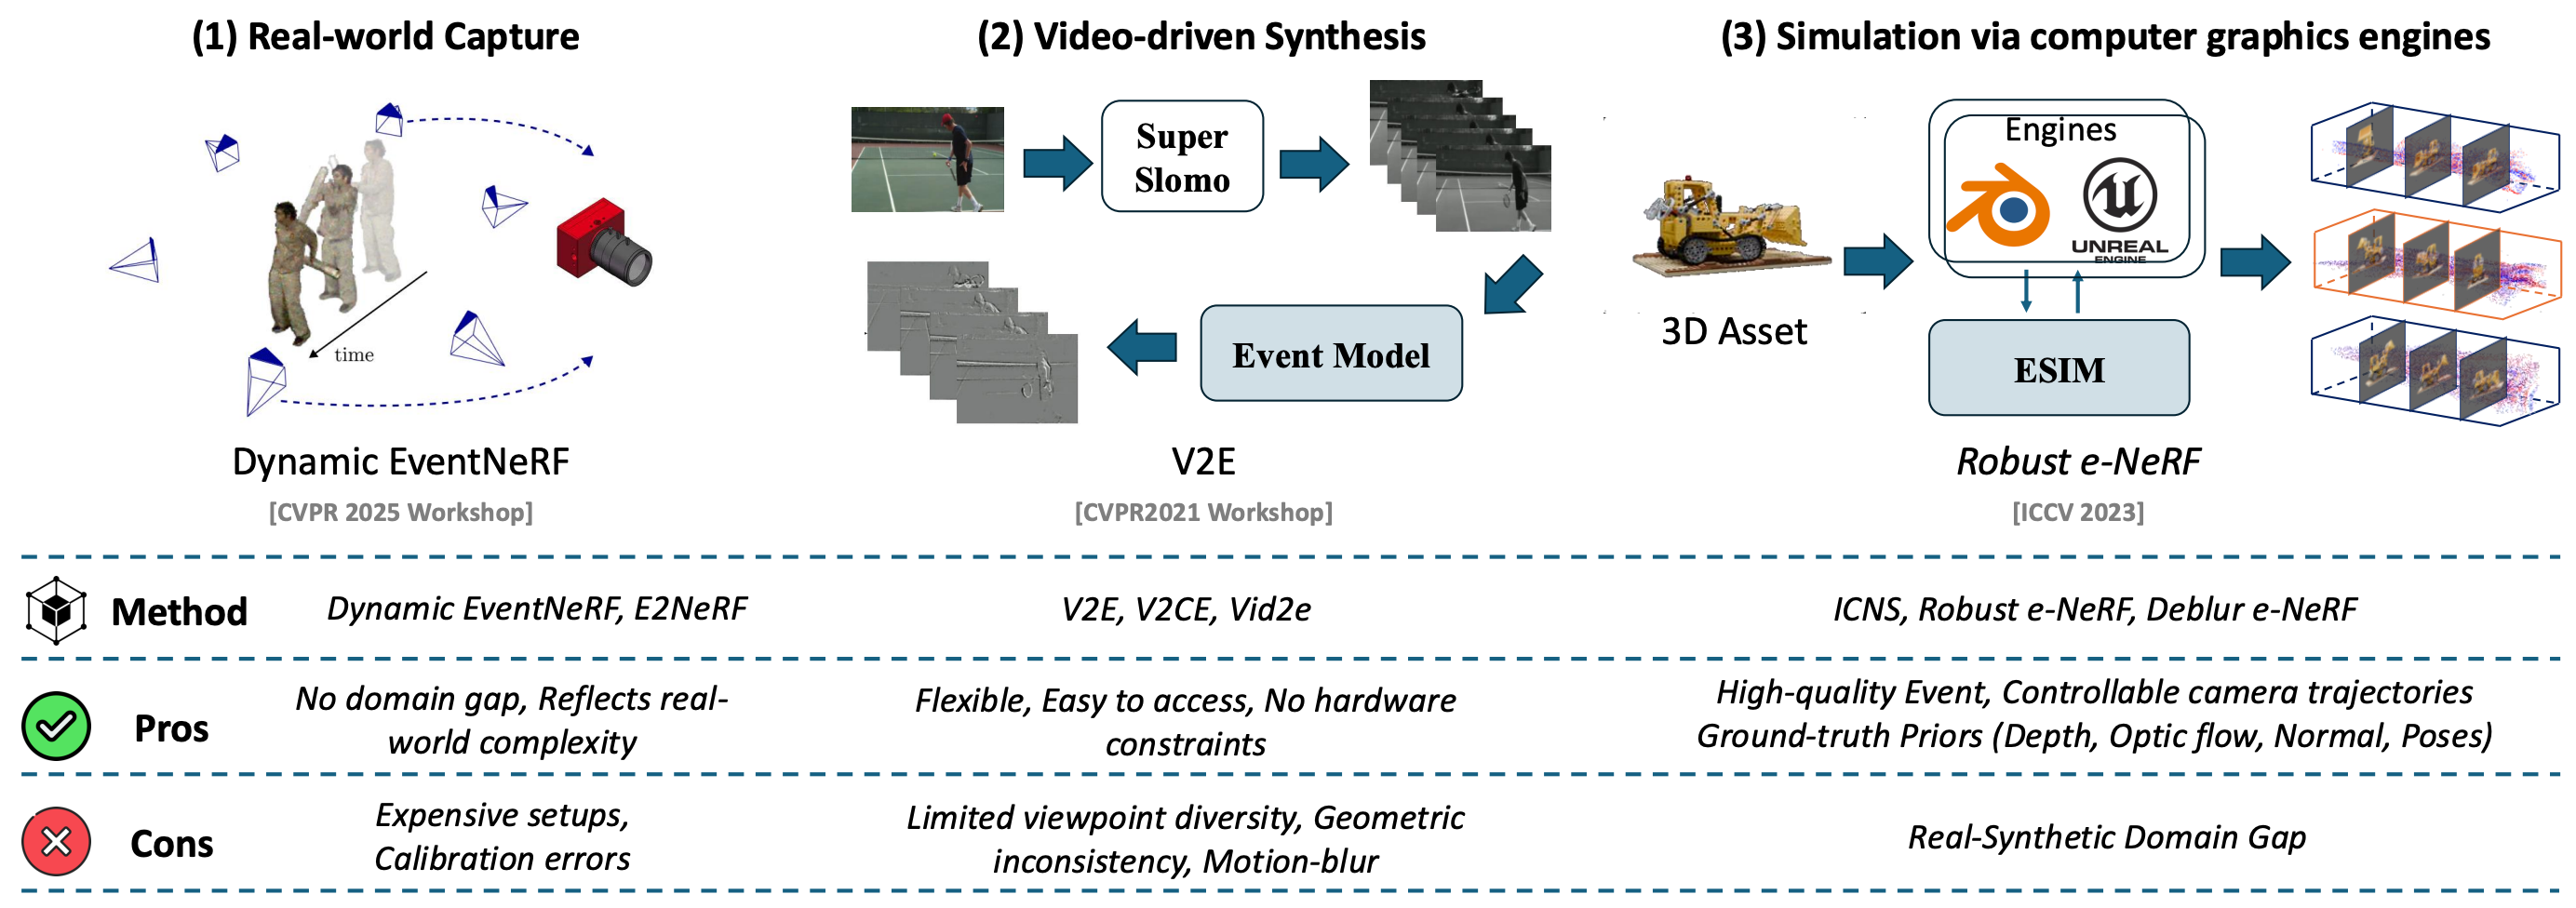 (1) Real-world Capture
time
Dynamic EventNeRF
[CVPR 2025 Workshop]
(2) Video-driven Synthesis
Super
Slomo
Event Model
V2E
[CVPR2021 Workshop]
(3) Simulation via computer graphics engines
3D Asset
Engines
UNREAL
ENGINE
ESIM
Robust e-NeRF
[ICCV 2023]
Method
Dynamic EventNeRF, E2NeRF
V2E, V2CE, Vid2e
ICNS, Robust e-NeRF, Deblur e-NeRF
Pros
No domain gap, Reflects real-
world complexity
Flexible, Easy to access, No hardware
constraints
High-quality Event, Controllable camera trajectories
Ground-truth Priors (Depth, Optic flow, Normal, Poses)
Cons
Expensive setups,
Calibration errors
Limited viewpoint diversity, Geometric
inconsistency, Motion-blur
Real-Synthetic Domain Gap